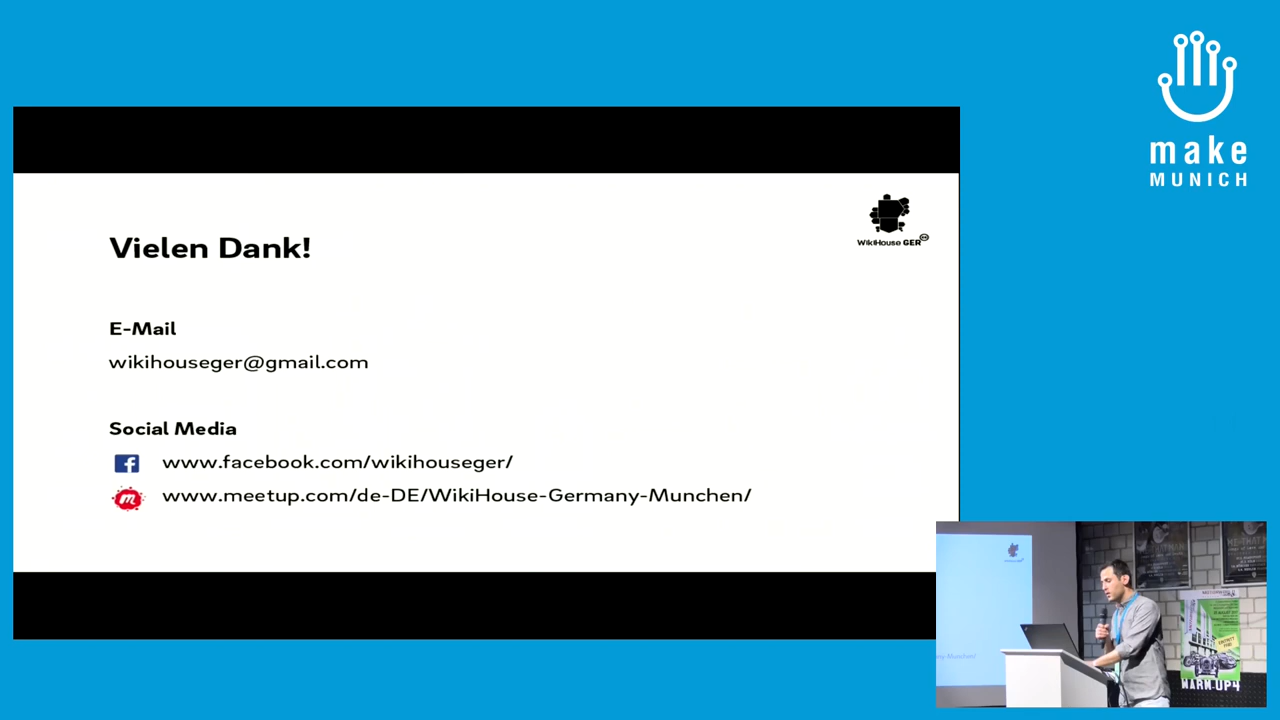 make
MUNICH
WikiHouse GER
Vielen Dank!
E-Mail
wikihouseger@gmail.com
Social Media
www.facebook.com/wikihouseger/
www.meetup.com/de-DE/WikiHouse-Germany-Munchen/
WARM-UP4